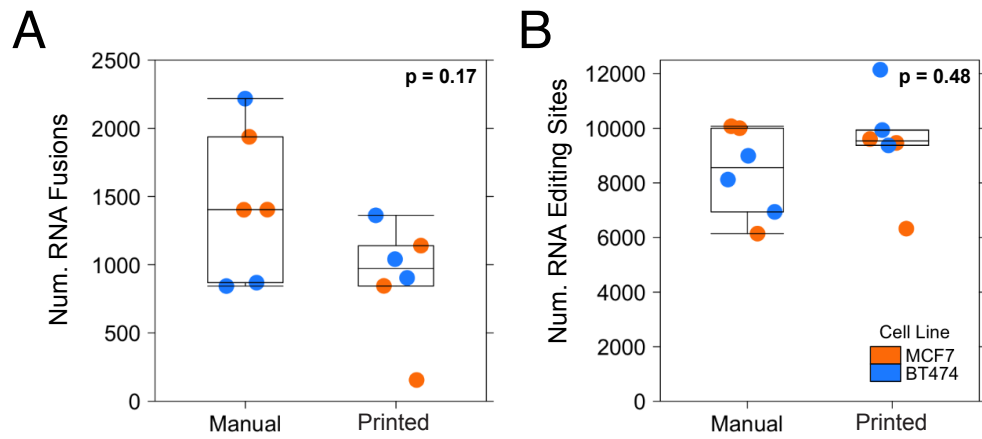 A
Num. RNA Fusions
2500
2000
1500
1000
500
0
p = 0.17
Manual
Printed
B
Num. RNA Editing Sites
12000
10000
8000
6000
4000
2000
0
p = 0.48
Cell Line
MCF7
BT474
Manual
Printed